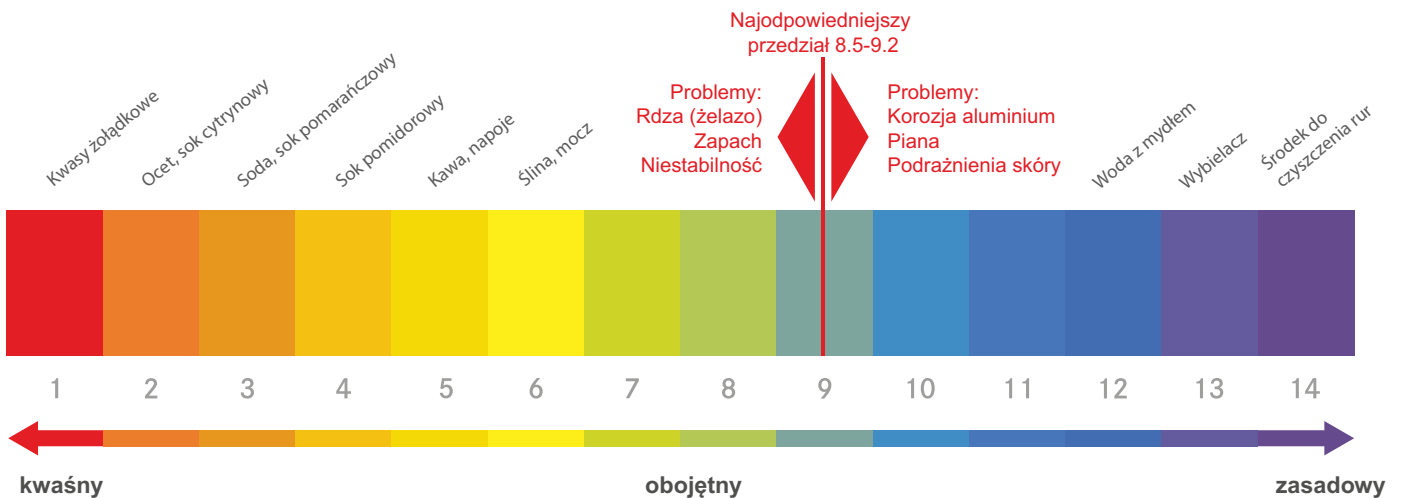 Najodpowiedniejszy
przedział 8.5-9.2
Kwasy żołądkowe
Ocet, sok cytrynowy
Soda, sok pomarańczowy
Sok pomidorowy
Kawa, napoje
Ślina, mocz
Problemy:
Rdza (żelazo)
Zapach
Niestabilność
Problemy:
Korozja aluminium
Piana
Podrażnienia skóry
Woda z mydłem
Wybielacz
Środek do
czyszczenia rur
1 2 3 4 5 6 7 8 9 10 11 12 13 14
kwaśny obojętny zasadowy